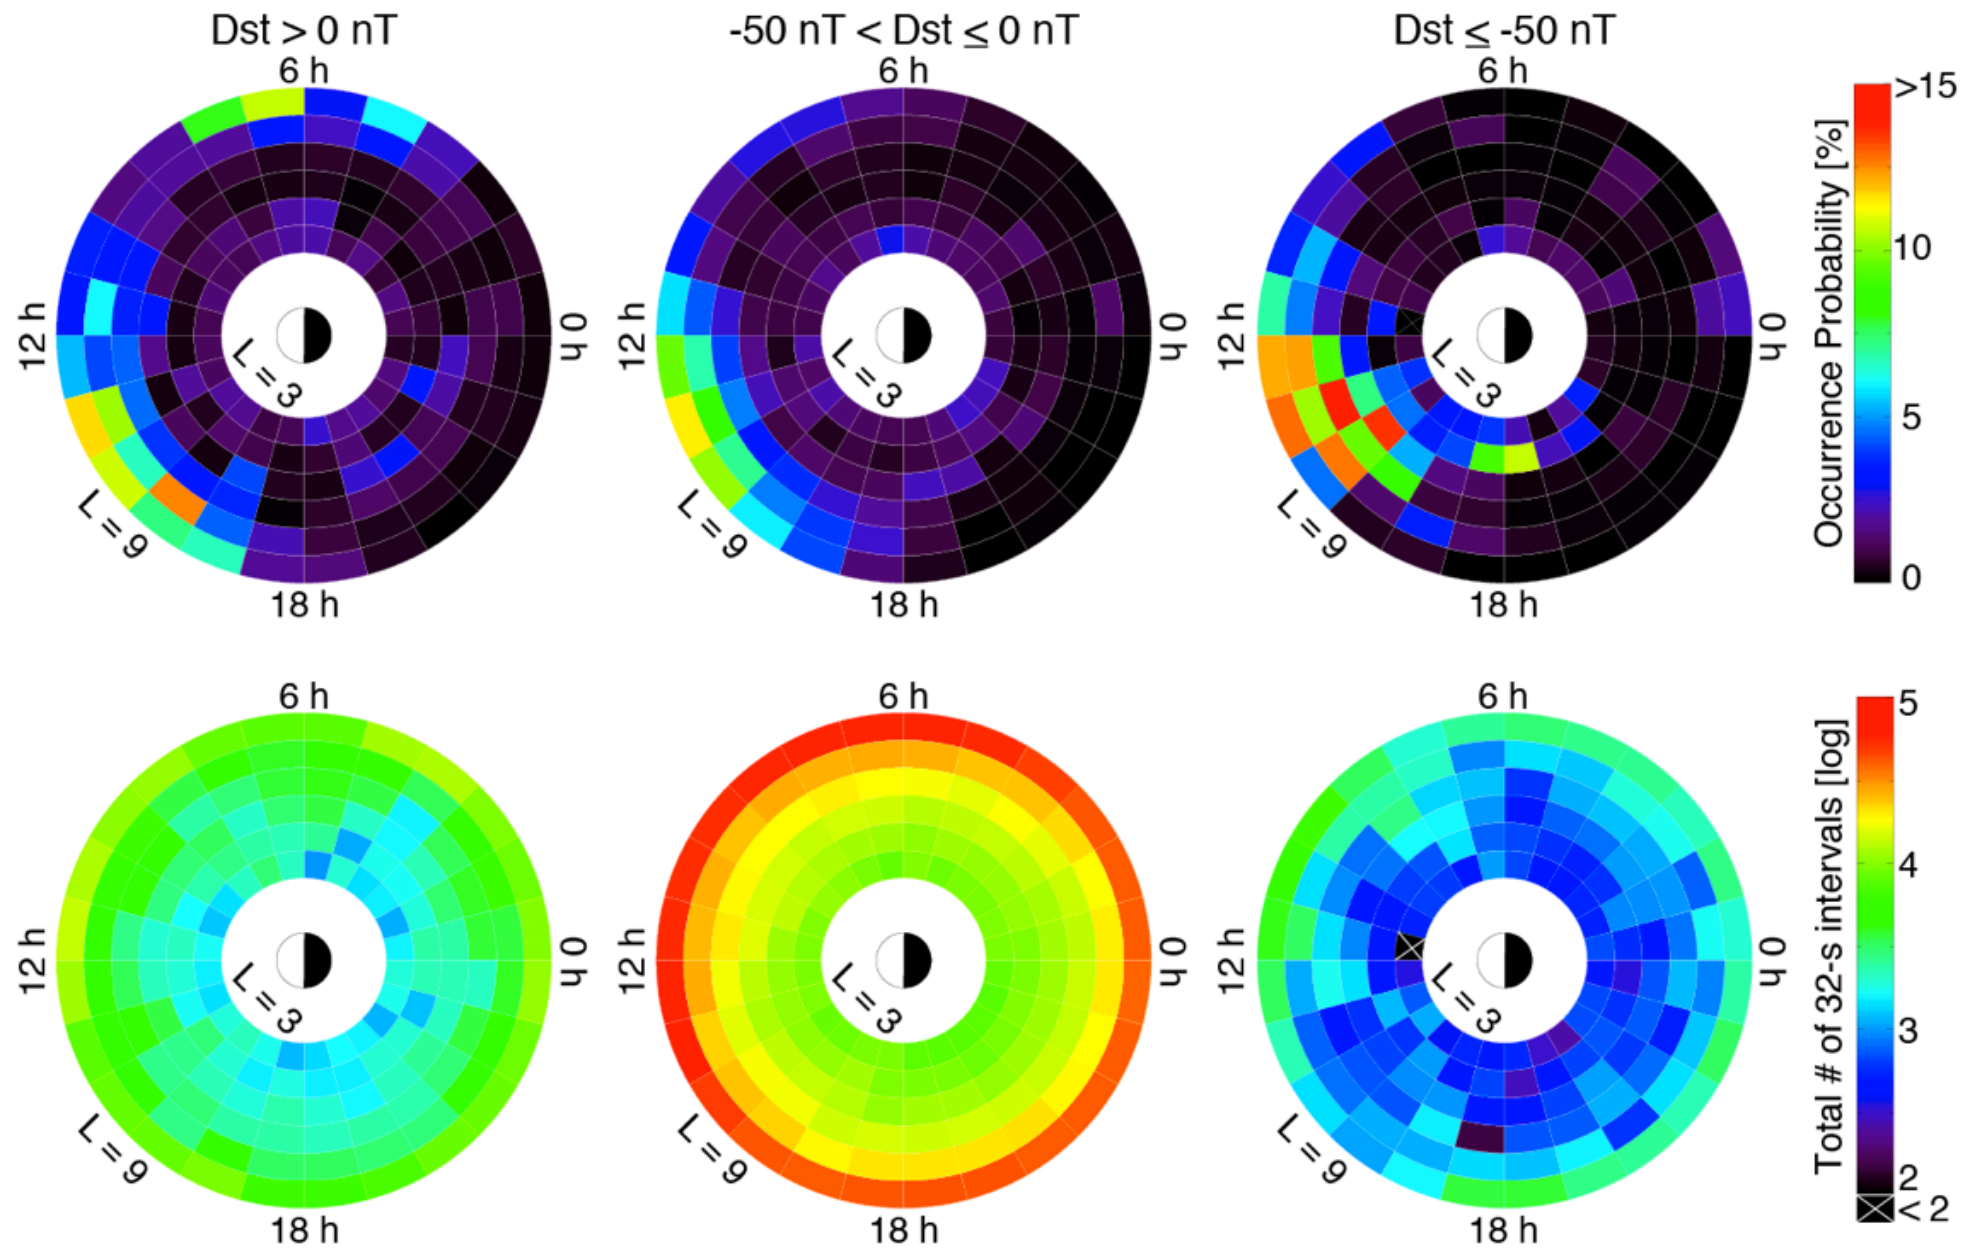 Dst > 0 nT
-50 nT < Dst ≤ 0 nT
Dst ≤ -50 nT
6 h
6 h
6 h
12 h
L = 3
0 h
12 h
L = 3
0 h
12 h
L = 3
0 h
L = 9
L = 9
L = 9
18 h
18 h
18 h
Occurrence Probability [%]
>15
10
5
0
6 h
6 h
6 h
12 h
L = 3
0 h
12 h
L = 3
0 h
12 h
L = 3
0 h
L = 9
L = 9
L = 9
18 h
18 h
18 h
Total # of 32-s intervals [log]
5
4
3
2
< 2